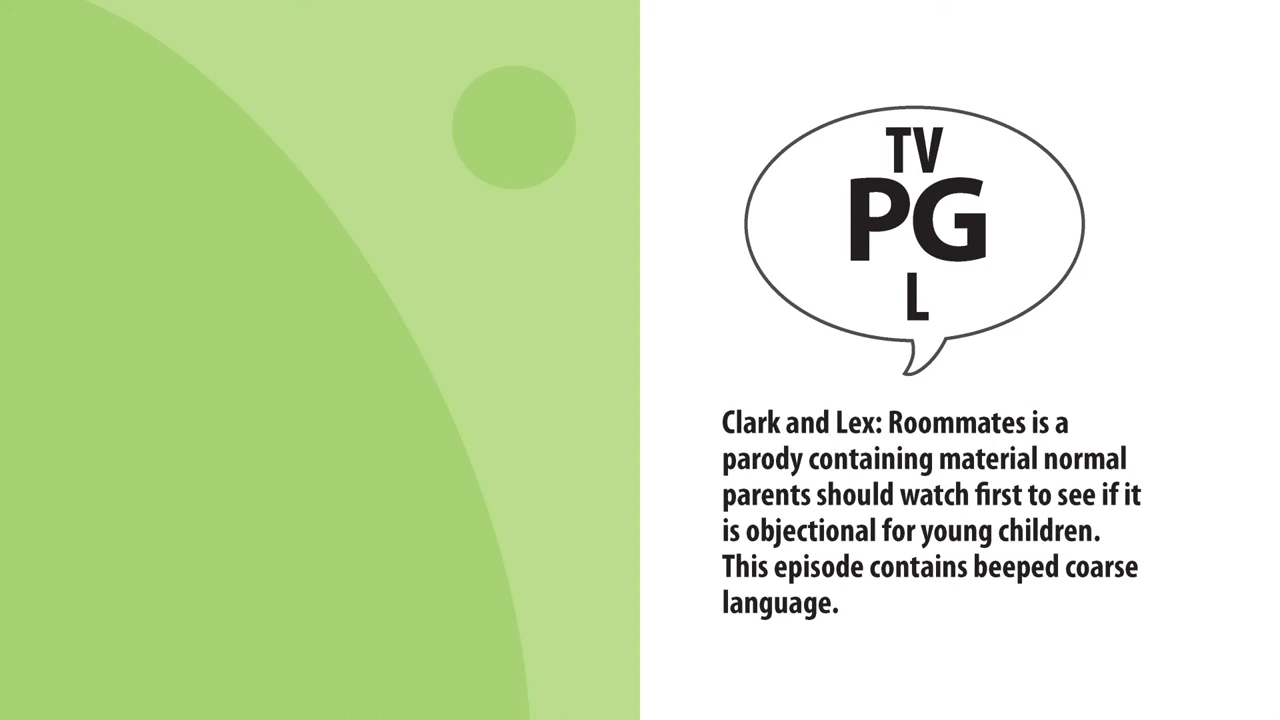 TV
PG
L
Clark and Lex: Roommates is a
parody containing material normal
parents should watch first to see if it
is objectional for young children.
This episode contains beeped coarse
language.